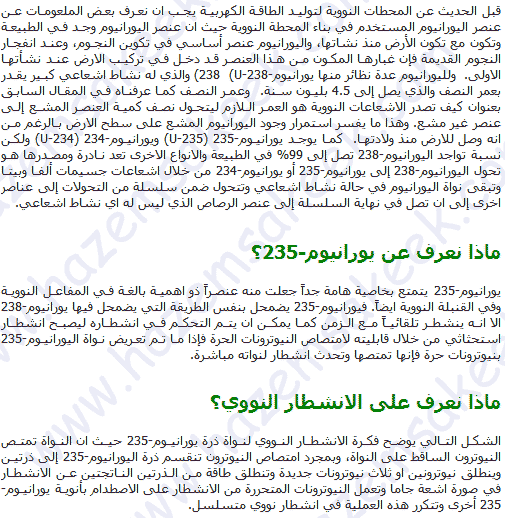 قبل الحديث عن المحطات النووية لتوليد الطاقة الكهربية يجب ان نعرف بعض المعلومات عن
عنصر اليورانيوم المستخدم في بناء المحطة النووية حيث ان عنصر اليورانيوم وجد في الطبيعة
وتكون مع تكون الأرض منذ نشاتها، واليورانيوم عنصر أساسي في تكوين النجوم، وعند انفجار
النجوم القديمة فإن غبارها المكون من هذا العنصر قد دخل في تركيب الارض عند نشأتها
الاولى. ولليورانيوم عدة نظائر منها يورانيوم-238 (U-238) والذي له نشاط اشعاعي كبير يقدر
بعمر النصف والذي يصل إلى 4.5 بليون سنة. وعمر النصف كما عرفناه في المقال السابق
بعنوان كيف تصدر الاشعاعات النووية هو العمر اللازم ليتحول نصف كمية العنصر المشع إلى
عنصر غير مشع. وهذا ما يفسر استمرار وجود اليورانيوم المشع على سطح الارض بالرغم من
انه وصل للارض منذ ولادتها. كما يوجد يورانيوم-235 (U-235) ويورانيوم-234 (U-234) ولكن
نسبة تواجد اليورانيوم-238 تصل إلى 99% في الطبيعة والانواع الاخرى تعد نادرة ومصدرها هو
تحول اليورانيوم-238 إلى يورانيوم-235 أو يورانيوم-234 من خلال اشعاعات جسيمات ألفا وبيتا
وتبقى نواة اليورانيوم في حالة نشاط اشعاعي وتتحول ضمن سلسلة من التحولات إلى عناصر
اخرى إلى ان تصل في نهاية السلسلة إلى عنصر الرصاص الذي ليس له اي نشاط اشعاعي.
ماذا نعرف عن يورانيوم-235؟
يورانيوم-235 يتمتع بخاصية هامة جداً جعلت منه عنصراً ذو اهمية بالغة في المفاعل النووية
وفي القنبلة النووية ايضاً. فيورانيوم-235 يضمحل بنفس الطريقة التي يضمحل فيها يورانيوم-238
الا انه ينشطر تلقائياً مع الزمن كما يمكن ان يتم التحكم في انشطاره ليصبح انشطار
استحثاثي من خلال قابليته لامتصاص النيوترونات الحرة فإذا ما تم تعريض نواة اليورانيوم-235
بنيوترونات حرة فإنها تمتصها وتحدث انشطار لنواته مباشرة.
ماذا نعرف على الانشطار النووي؟
الشكل التالي يوضح فكرة الانشطار النووي لنواة ذرة يورانيوم-235 حيث ان النواة تمتص
النيوترون الساقط على النواة، وبمجرد امتصاص النيوترون تنقسم ذرة اليورانيوم-235 إلى ذرتين
وينطلق نيوترونين او ثلاث نيوترونات جديدة وتنطلق طاقة من الذرتين الناتجتين عن الانشطار
في صورة اشعة جاما وتعمل النيوترونات المتحررة من الانشطار على الاصطدام بأنوية يورانيوم-
235 أخرى وتتكرر هذه العملية في انشطار نووي متسلسل.